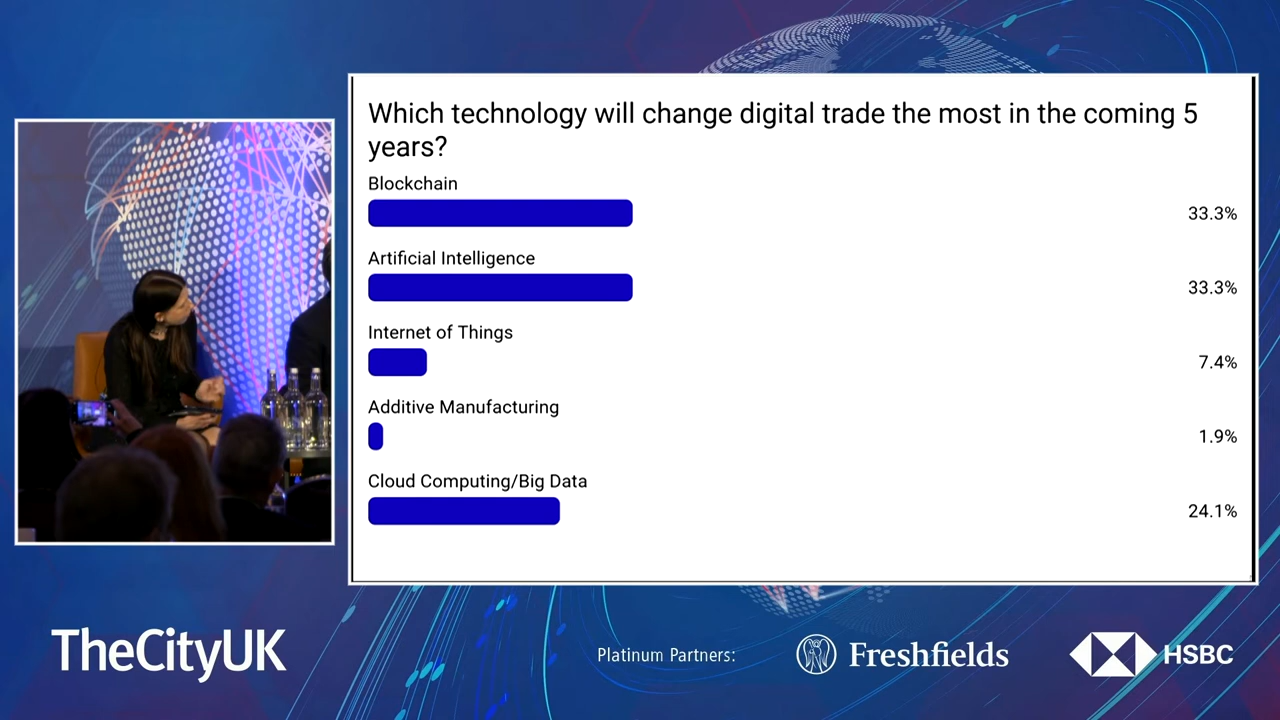 Which technology will change digital trade the most in the coming 5
years?
Blockchain
33.3%
Artificial Intelligence
33.3%
Internet of Things
7.4%
Additive Manufacturing
1.9%
Cloud Computing/Big Data
24.1%
TheCityUK
Platinum Partners:
Freshfields
HSBC